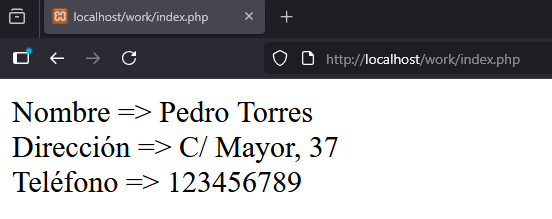 localhost/work/index.php
http://localhost/work/index.php
Nombre => Pedro Torres
Dirección => C/ Mayor, 37
Teléfono => 123456789